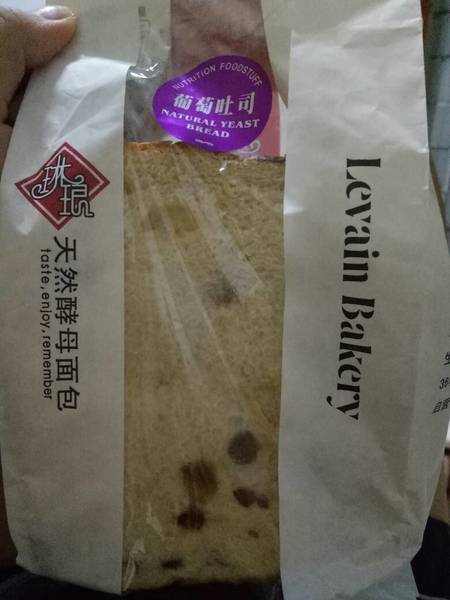 NUTRITION FOODSTUFF
葡萄吐司
NATURAL YEAST
BREAD
天然酵母面包
taste,enjoy,remember
Levain Bakery